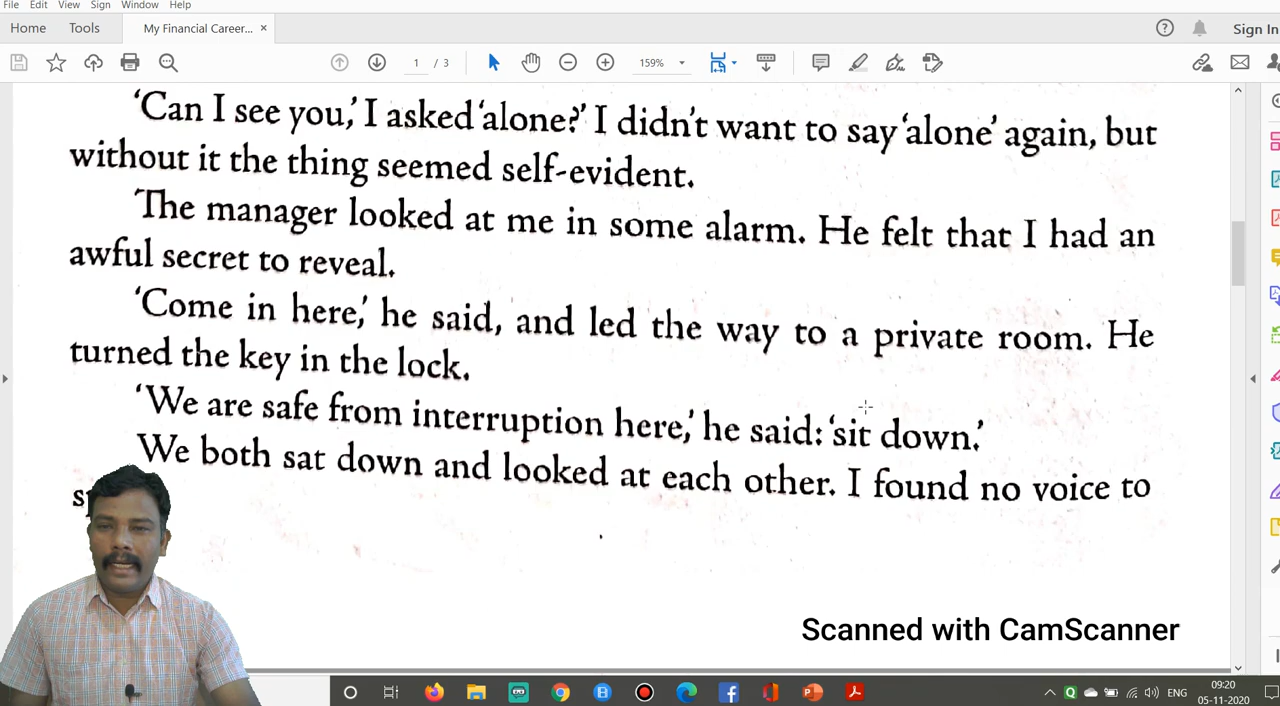 File Edit View Sign Window Help
Home Tools My Financial Career... × Sign In
1 / 3 159%
'Can I see you,' I asked 'alone?' I didn't want to say 'alone' again, but
without it the thing seemed self-evident.
'The manager looked at me in some alarm. He felt that I had an
awful secret to reveal.
'Come in here,' he said, and led the way to a private room. He
turned the key in the lock.
'We are safe from interruption here,' he said: 'sit down.'
We both sat down and looked at each other. I found no voice to
Scanned with CamScanner
ENG 09:20
05-11-2020